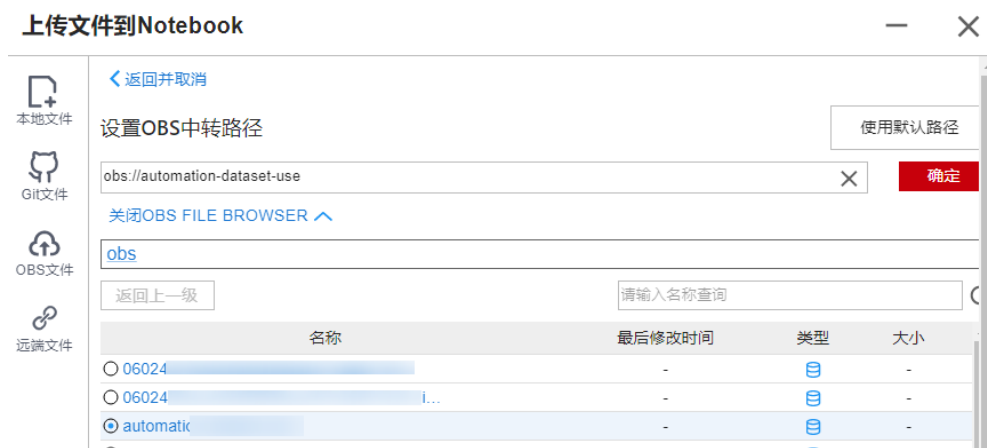 上传文件到Notebook
本地文件
Git文件
OBS文件
远端文件
返回并取消
设置OBS中转路径
使用默认路径
obs://automation-dataset-use
确定
关闭OBS FILE BROWSER
obs
返回上一级
请输入名称查询
名称 最后修改时间 类型 大小
06024 - -
06024 i... - -
automatic - -